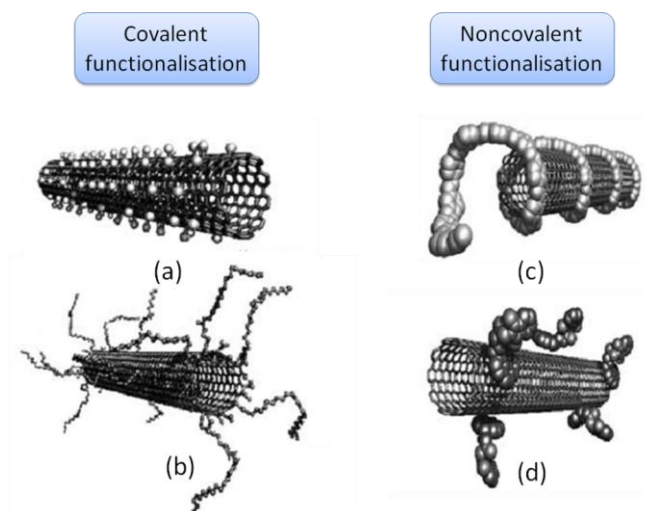 Covalent
functionalisation
Noncovalent
functionalisation
(a)
(c)
(b)
(d)